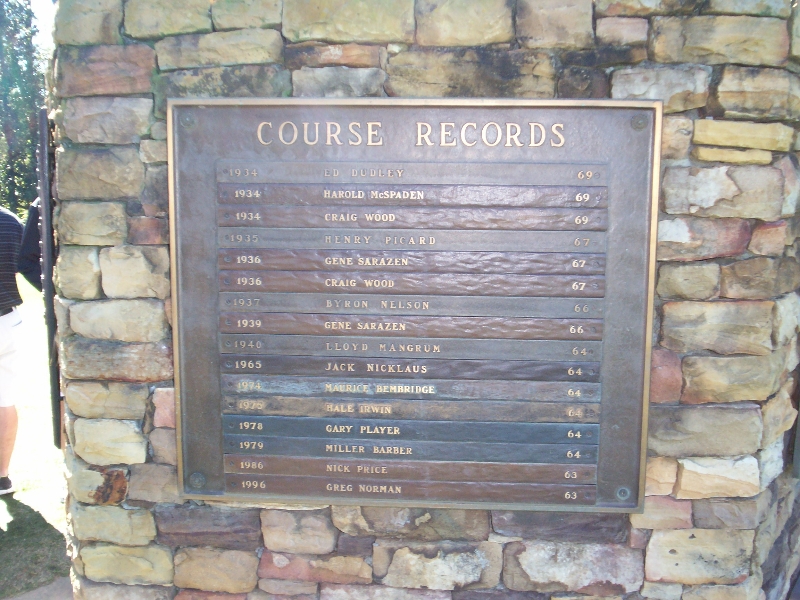 COURSE RECORDS
1934 ED DUDLEY 69
1934 HAROLD McSPADEN 69
1934 CRAIG WOOD 69
1935 HENRY PICARD 67
1936 GENE SARAZEN 67
1936 CRAIG WOOD 67
1937 BYRON NELSON 66
1939 GENE SARAZEN 66
1940 LLOYD MANGRUM 64
1965 JACK NICKLAUS 64
1974 MAURICE BEMBRIDGE 64
1975 HALE IRWIN 64
1978 GARY PLAYER 64
1979 MILLER BARBER 64
1986 NICK PRICE 63
1996 GREG NORMAN 63